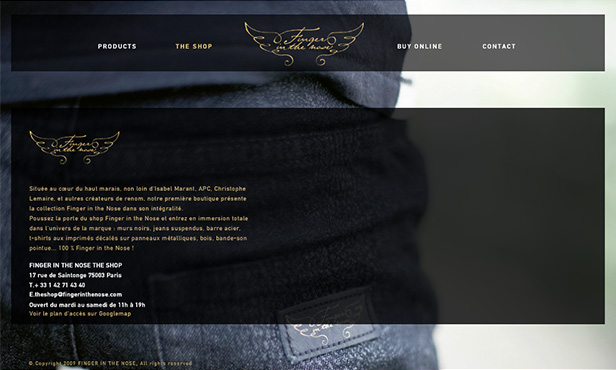 PRODUCTS
THE SHOP
Finger
in the nose
BUY ONLINE
CONTACT
Finger
in the nose
Située au cœur du haut marais, non loin d'Isabel Marant, APC, Christophe
Lemaire, et autres créateurs de renom, notre première boutique présente
la collection Finger in the Nose dans son intégralité.
Poussez la porte du shop Finger in the Nose et entrez en immersion totale
dans l'univers de la marque : murs noirs, jeans suspendus, barre acier,
t-shirts aux imprimés décalés sur panneaux métalliques, bois, bande-son
pointue... 100 % Finger in the Nose !
FINGER IN THE NOSE THE SHOP
17 rue de Saintonge 75003 Paris
T.+ 33 1 42 71 43 40
E.theshop@fingerinthenose.com
Ouvert du mardi au samedi de 11h à 19h
Voir le plan d'accès sur Googlemap
© Copyright 2009 FINGER IN THE NOSE, All rights reserved